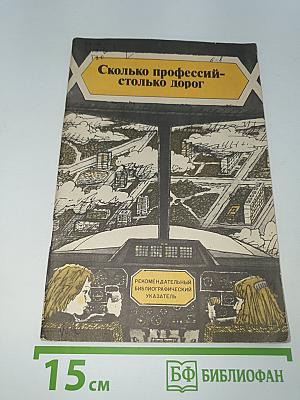 Сколько профессий-
столько дорог
РЕКОМЕНДАТЕЛЬНЫЙ
БИБЛИОГРАФИЧЕСКИЙ
УКАЗАТЕЛЬ
15 см
БФ БИБЛИОФАН